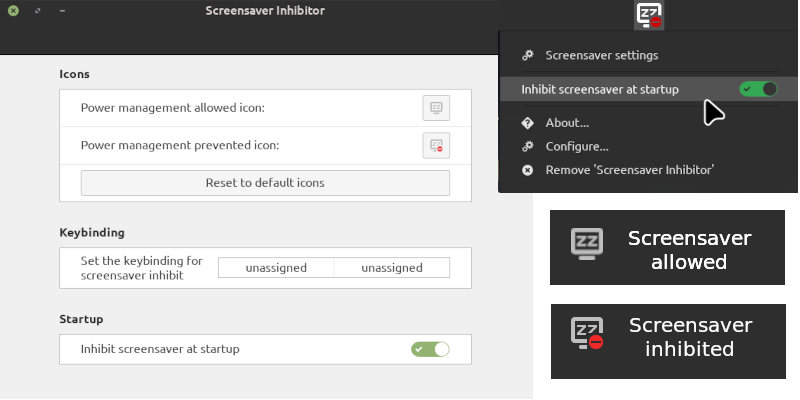 Screensaver Inhibitor
Icons
Power management allowed icon:
Power management prevented icon:
Reset to default icons
Keybinding
Set the keybinding for
screensaver inhibit
unassigned
unassigned
Startup
Inhibit screensaver at startup
zz
Screensaver settings
Inhibit screensaver at startup
About...
Configure...
Remove 'Screensaver Inhibitor'
zz
Screensaver
allowed
zz
Screensaver
inhibited